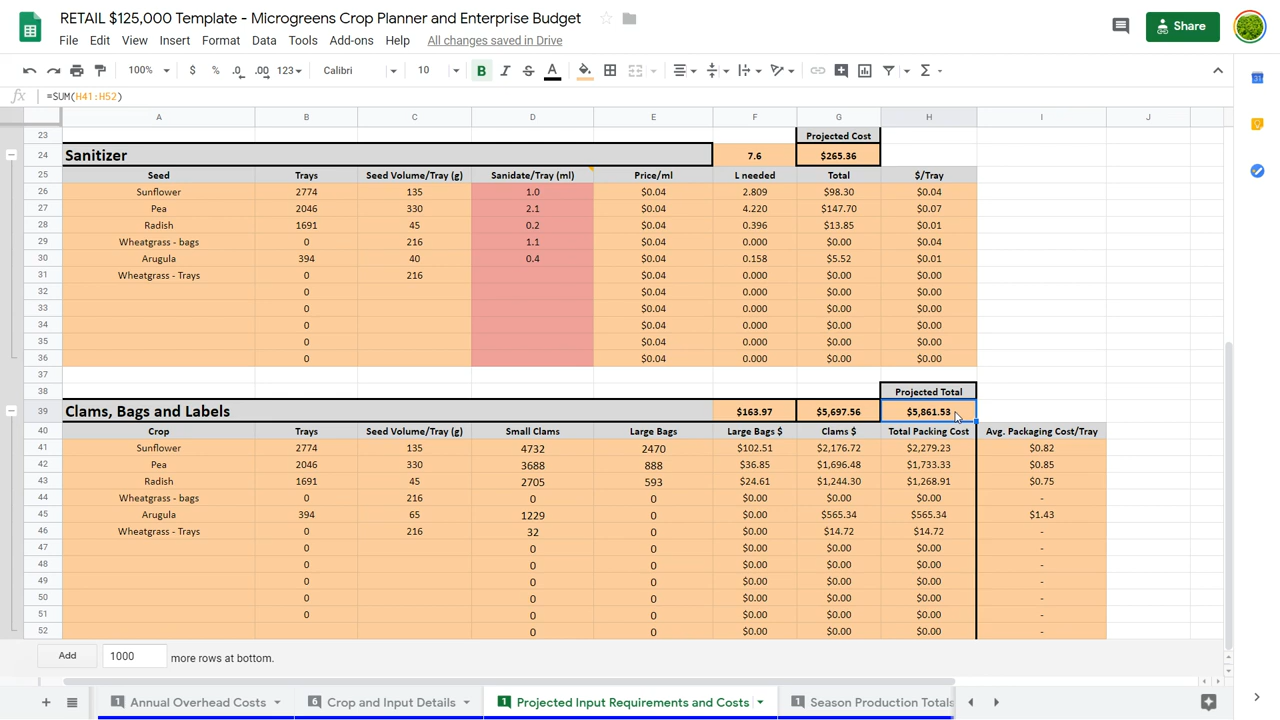 RETAIL $125,000 Template - Microgreens Crop Planner and Enterprise Budget
File Edit View Insert Format Data Tools Add-ons Help All changes saved in Drive
Share
100% $ % .0 .00 123 Calibri 10 B I S A Σ
fx =SUM(H41:H52)
A B C D E F G H I J
23 Projected Cost
24 Sanitizer 7.6 $265.36
25 Seed Trays Seed Volume/Tray (g) Sanidate/Tray (ml) Price/ml L needed Total $/Tray
26 Sunflower 2774 135 1.0 $0.04 2.809 $98.30 $0.04
27 Pea 2046 330 2.1 $0.04 4.220 $147.70 $0.07
28 Radish 1691 45 0.2 $0.04 0.396 $13.85 $0.01
29 Wheatgrass - bags 0 216 1.1 $0.04 0.000 $0.00 $0.04
30 Arugula 394 40 0.4 $0.04 0.158 $5.52 $0.01
31 Wheatgrass - Trays 0 216 $0.04 0.000 $0.00 $0.00
32 0 $0.04 0.000 $0.00 $0.00
33 0 $0.04 0.000 $0.00 $0.00
34 0 $0.04 0.000 $0.00 $0.00
35 0 $0.04 0.000 $0.00 $0.00
36 0 $0.04 0.000 $0.00 $0.00
37
38 Projected Total
39 Clams, Bags and Labels $163.97 $5,697.56 $5,861.53
40 Crop Trays Seed Volume/Tray (g) Small Clams Large Bags Large Bags $ Clams $ Total Packing Cost Avg. Packaging Cost/Tray
41 Sunflower 2774 135 4732 2470 $102.51 $2,176.72 $2,279.23 $0.82
42 Pea 2046 330 3688 888 $36.85 $1,696.48 $1,733.33 $0.85
43 Radish 1691 45 2705 593 $24.61 $1,244.30 $1,268.91 $0.75
44 Wheatgrass - bags 0 216 0 0 $0.00 $0.00 $0.00 -
45 Arugula 394 65 1229 0 $0.00 $565.34 $565.34 $1.43
46 Wheatgrass - Trays 0 216 32 0 $0.00 $14.72 $14.72 -
47 0 0 0 $0.00 $0.00 $0.00 -
48 0 0 0 $0.00 $0.00 $0.00 -
49 0 0 0 $0.00 $0.00 $0.00 -
50 0 0 0 $0.00 $0.00 $0.00 -
51 0 0 0 $0.00 $0.00 $0.00 -
52 0 0 $0.00 $0.00 $0.00 -
Add 1000 more rows at bottom.
1 Annual Overhead Costs 6 Crop and Input Details 1 Projected Input Requirements and Costs 1 Season Production Totals